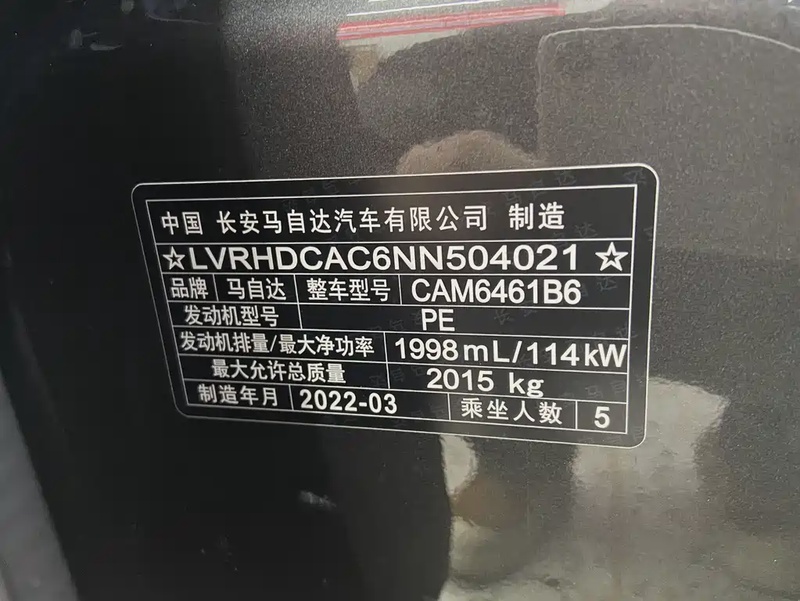 中国 长安马自达汽车有限公司 制造
☆LVRHDCAC6NN504021☆
品牌 马自达 整车型号 CAM6461B6
发动机型号 PE
发动机排量/最大净功率 1998mL/114kW
最大允许总质量 2015 kg
制造年月 2022-03 乘坐人数 5